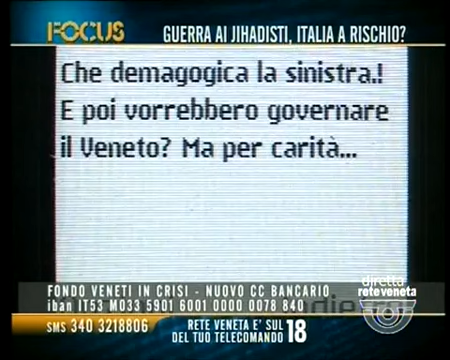 FOCUS
GUERRA AI JIHADISTI, ITALIA A RISCHIO?
Che demagogica la sinistra.!
E poi vorrebbero governare
il Veneto? Ma per carità...
diretta
reteveneta
FONDO VENETI IN CRISI - NUOVO CC BANCARIO
iban IT53 M033 5901 6001 0000 0078 840
SMS 340 3218806
RETE VENETA E' SUL 18
DEL TUO TELECOMANDO